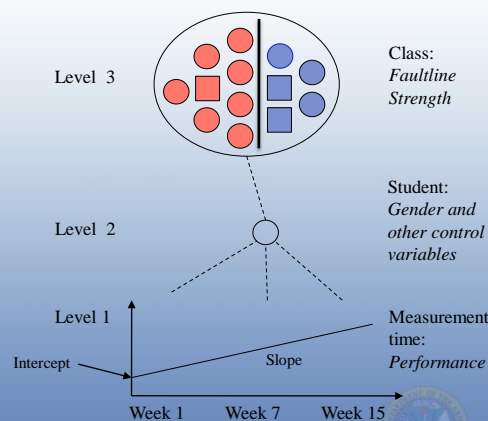 Level 3
Class:
Faultline
Strength
Level 2
Student:
Gender and
other control
variables
Level 1
Measurement
time:
Performance
Intercept
Slope
Week 1
Week 7
Week 15